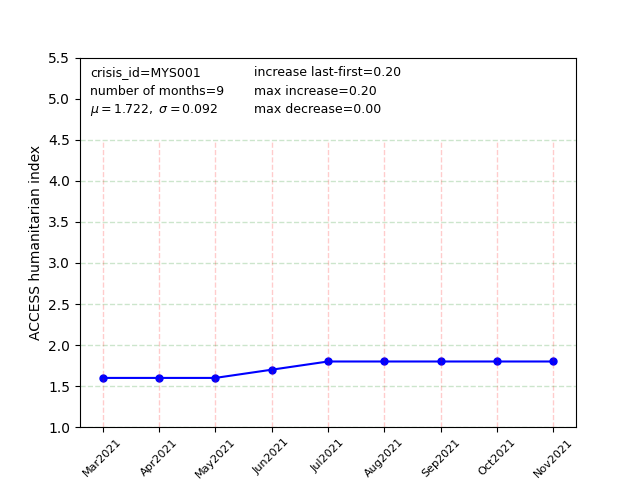 crisis_id=MYS001 increase last-first=0.20
number of months=9 max increase=0.20
μ = 1.722, σ = 0.092 max decrease=0.00
ACCESS humanitarian index
5.5
5.0
4.5
4.0
3.5
3.0
2.5
2.0
1.5
1.0
Mar2021 Apr2021 May2021 Jun2021 Jul2021 Aug2021 Sep2021 Oct2021 Nov2021